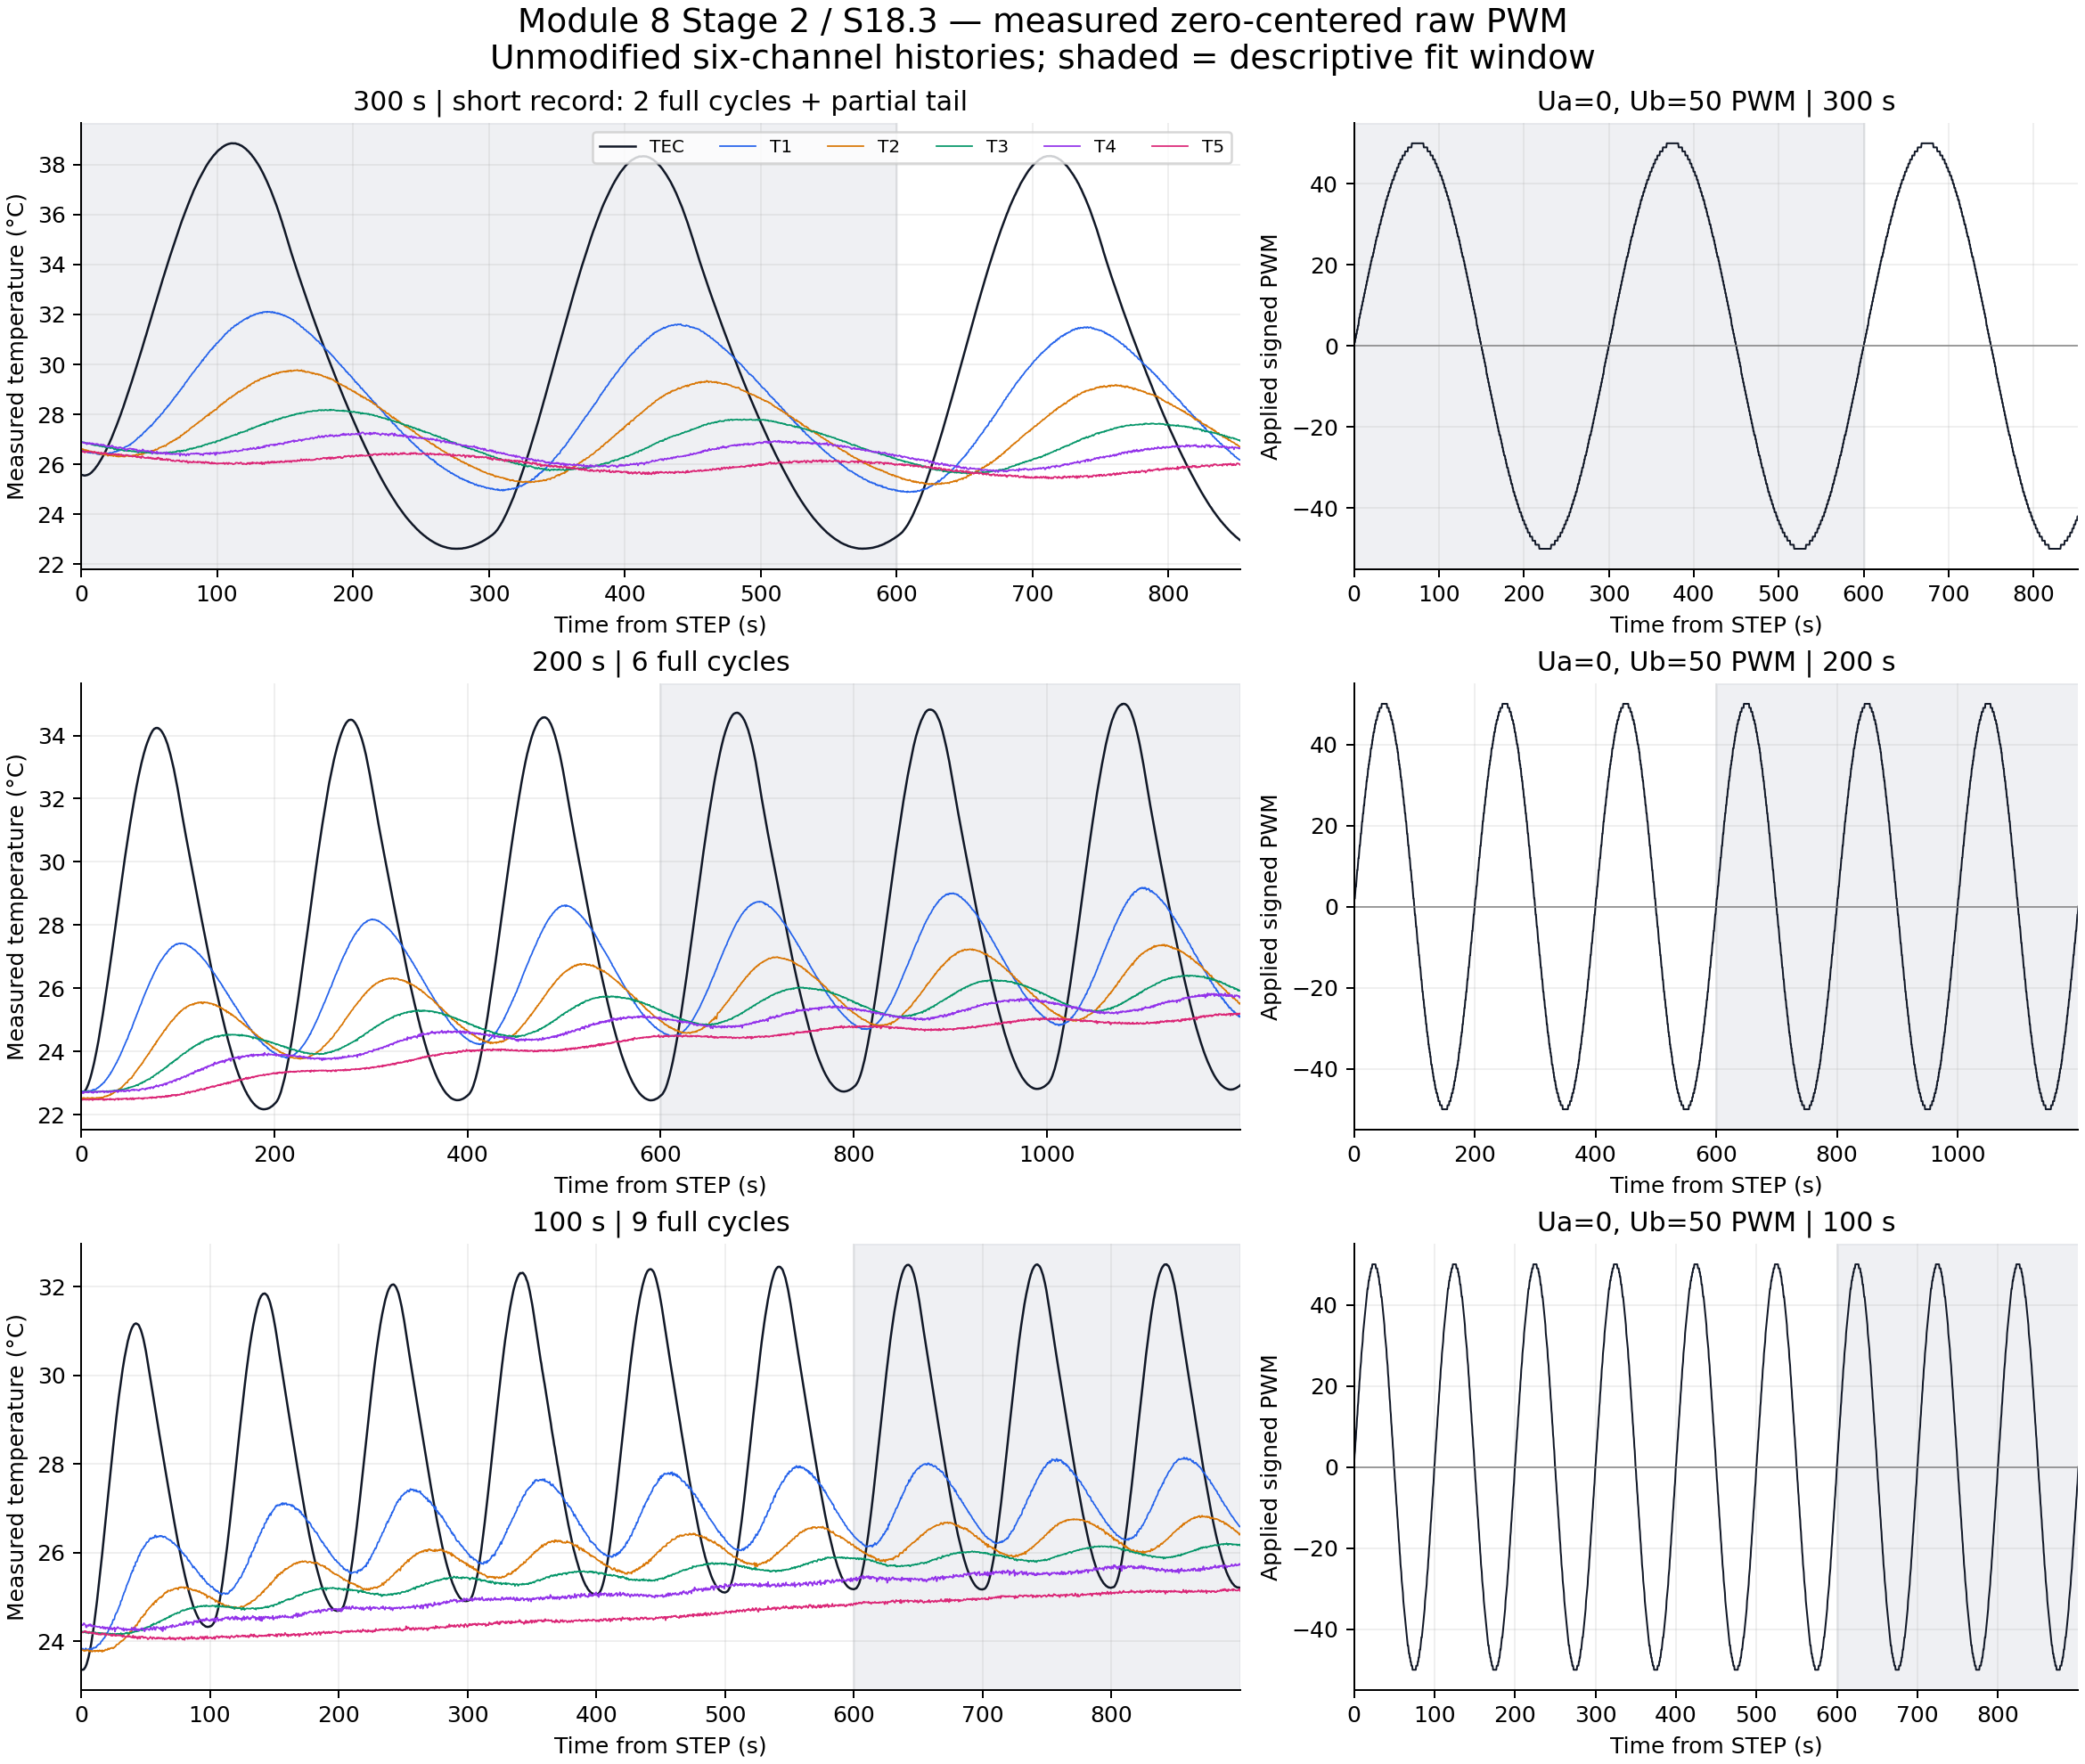 Module 8 Stage 2 / S18.3 — measured zero-centered raw PWM
Unmodified six-channel histories; shaded = descriptive fit window
300 s | short record: 2 full cycles + partial tail
Measured temperature (°C)
38
36
34
32
30
28
26
24
22
TEC T1 T2 T3 T4 T5
0 100 200 300 400 500 600 700 800
Time from STEP (s)
Ua=0, Ub=50 PWM | 300 s
Applied signed PWM
40
20
0
−20
−40
0 100 200 300 400 500 600 700 800
Time from STEP (s)
200 s | 6 full cycles
Measured temperature (°C)
34
32
30
28
26
24
22
0 200 400 600 800 1000
Time from STEP (s)
Ua=0, Ub=50 PWM | 200 s
Applied signed PWM
40
20
0
−20
−40
0 200 400 600 800 1000
Time from STEP (s)
100 s | 9 full cycles
Measured temperature (°C)
32
30
28
26
24
0 100 200 300 400 500 600 700 800
Time from STEP (s)
Ua=0, Ub=50 PWM | 100 s
Applied signed PWM
40
20
0
−20
−40
0 100 200 300 400 500 600 700 800
Time from STEP (s)